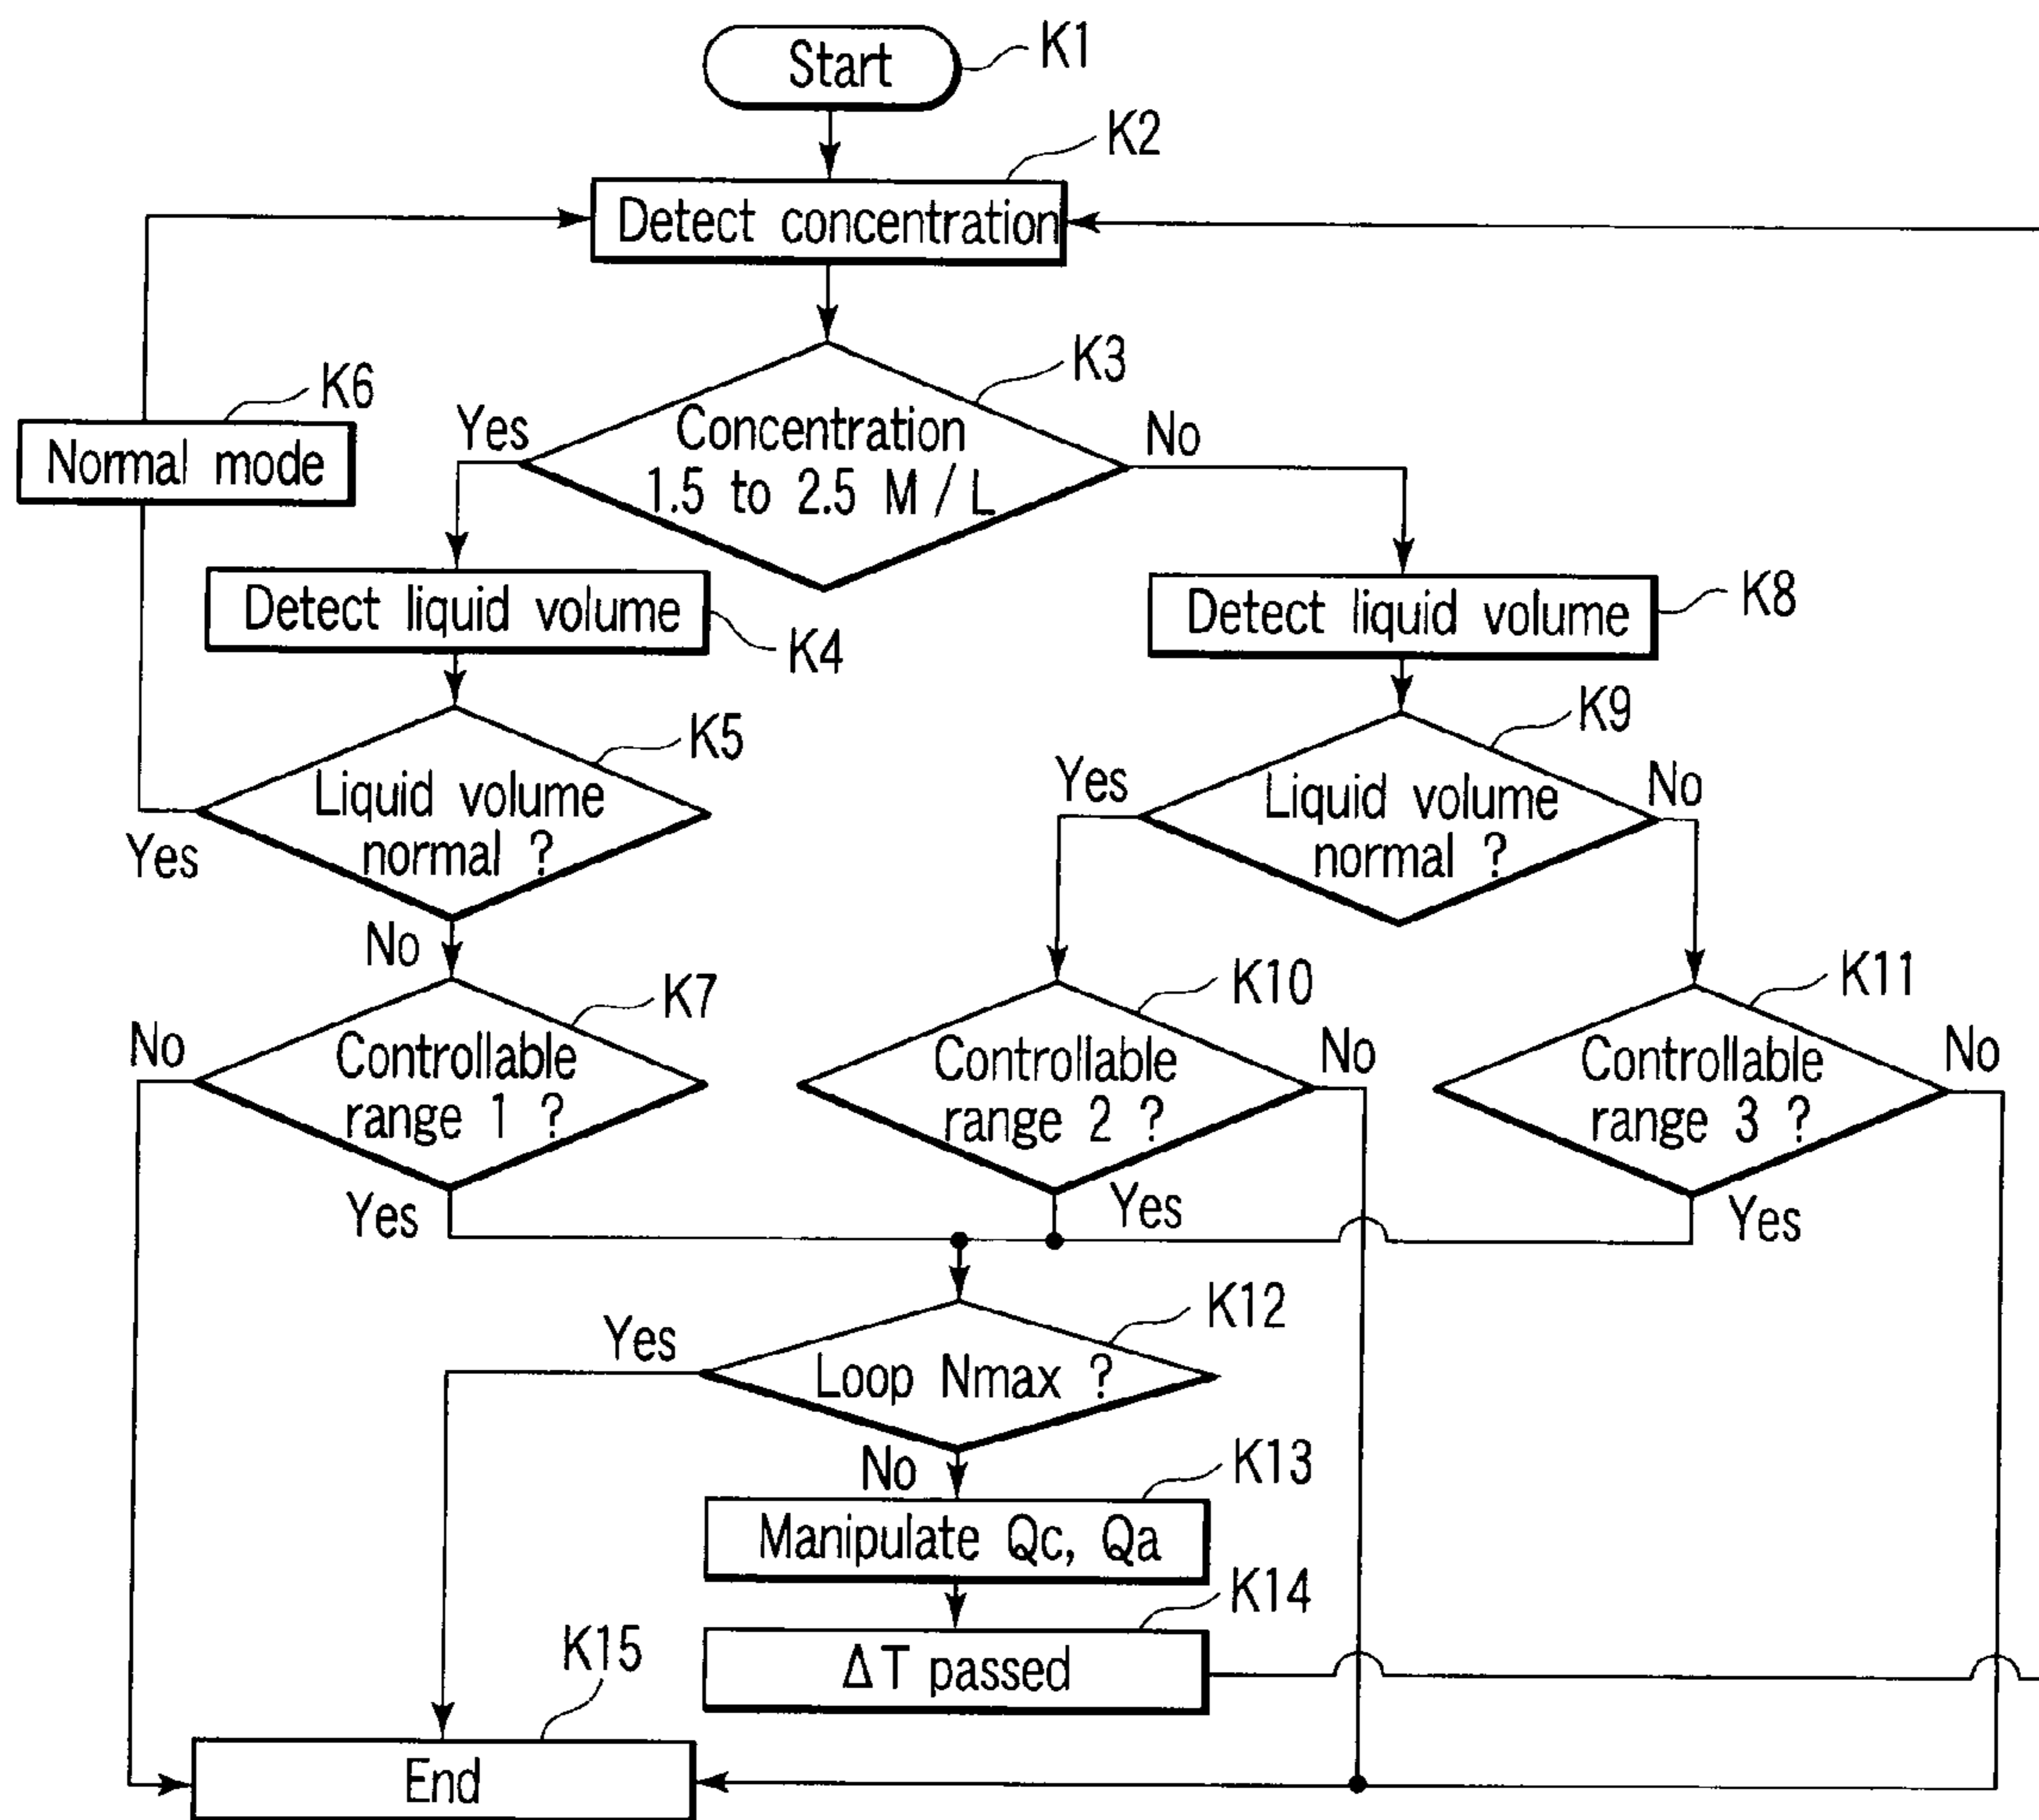 Start
K1
K2
Detect concentration
K3
Concentration
1.5 to 2.5 M / L
Yes
No
K6
Normal mode
Detect liquid volume
K4
Detect liquid volume
K8
K5
Liquid volume
normal ?
Yes
No
K9
Liquid volume
normal ?
Yes
No
K7
Controllable
range 1 ?
No
Yes
K10
Controllable
range 2 ?
No
Yes
K11
Controllable
range 3 ?
No
Yes
K12
Loop Nmax ?
Yes
No
K13
Manipulate Qc, Qa
K14
ΔT passed
K15
End